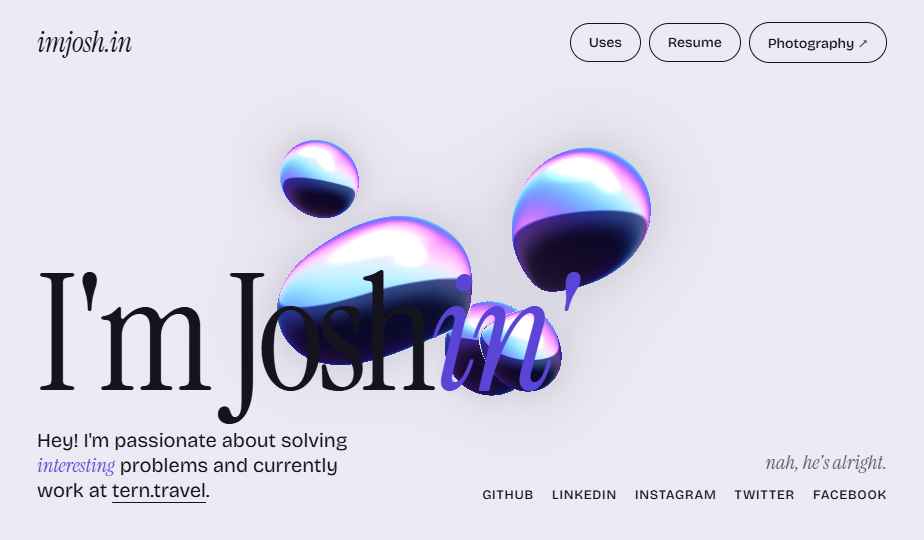 imjosh.in
Uses
Resume
Photography ↗
I'm Joshin'
Hey! I'm passionate about solving
interesting problems and currently
work at tern.travel.
nah, he's alright.
GITHUB LINKEDIN INSTAGRAM TWITTER FACEBOOK